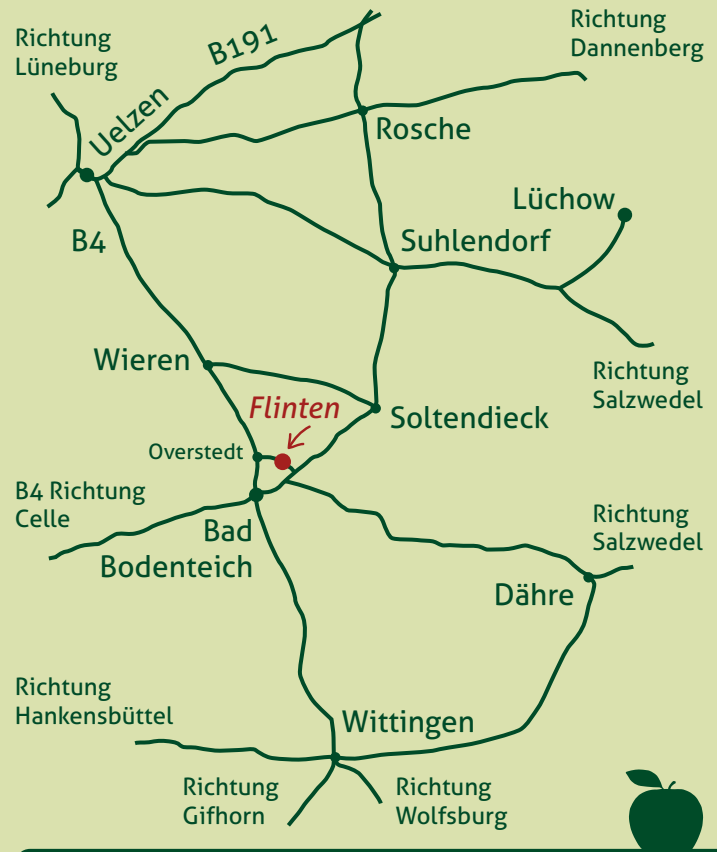 Richtung
Lüneburg
B191
Richtung
Dannenberg
Uelzen
Rosche
Lüchow
B4
Suhlendorf
Wieren
Richtung
Salzwedel
Flinten
Soltendieck
Overstedt
B4 Richtung
Celle
Bad
Bodenteich
Richtung
Salzwedel
Dähre
Richtung
Hankensbüttel
Wittingen
Richtung
Gifhorn
Richtung
Wolfsburg